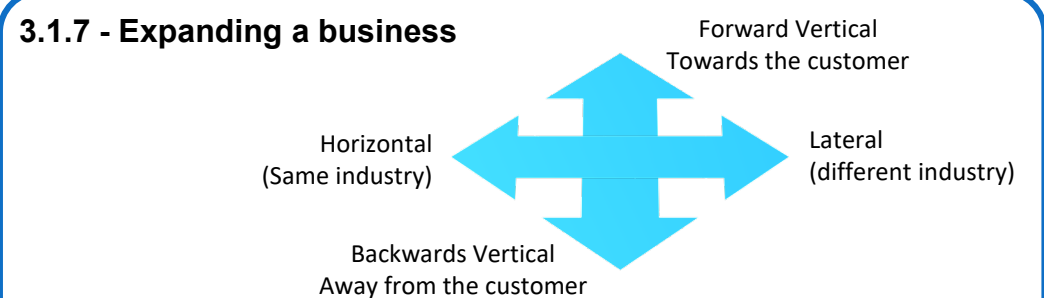 3.1.7 - Expanding a business
Forward Vertical
Towards the customer
Horizontal
(Same industry)
Lateral
(different industry)
Backwards Vertical
Away from the customer